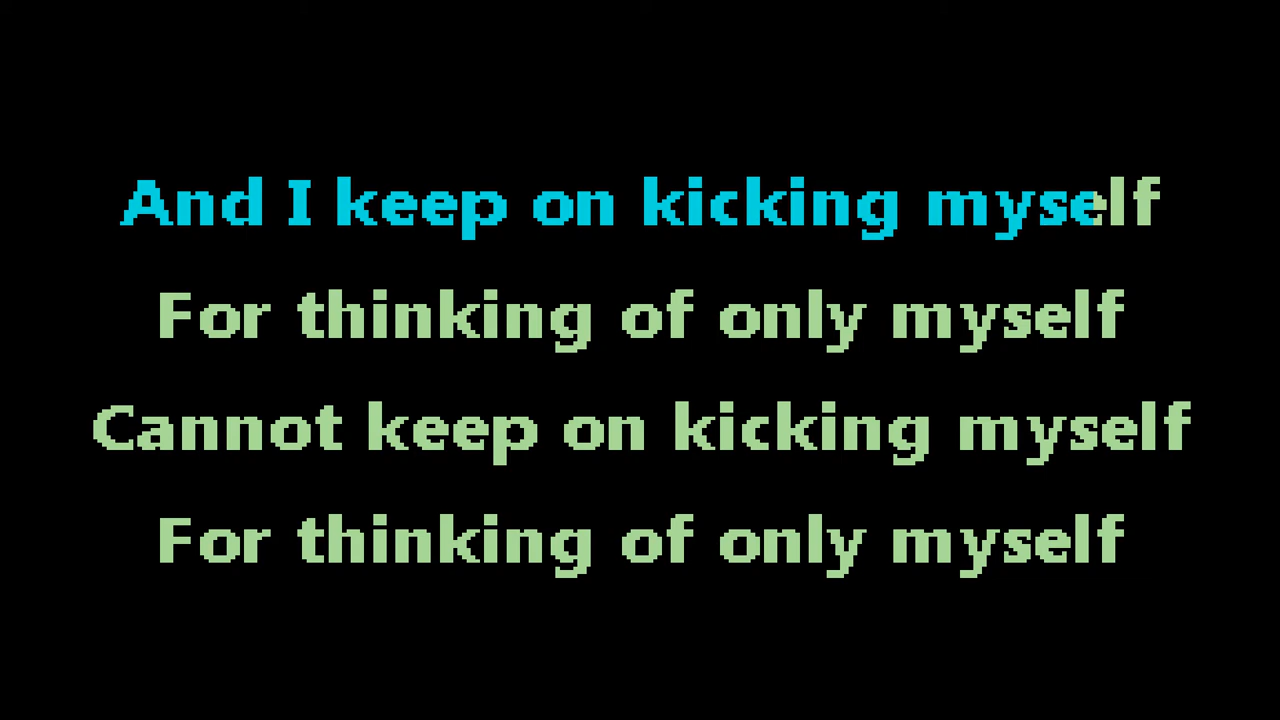 And I keep on kicking myself
For thinking of only myself
Cannot keep on kicking myself
For thinking of only myself